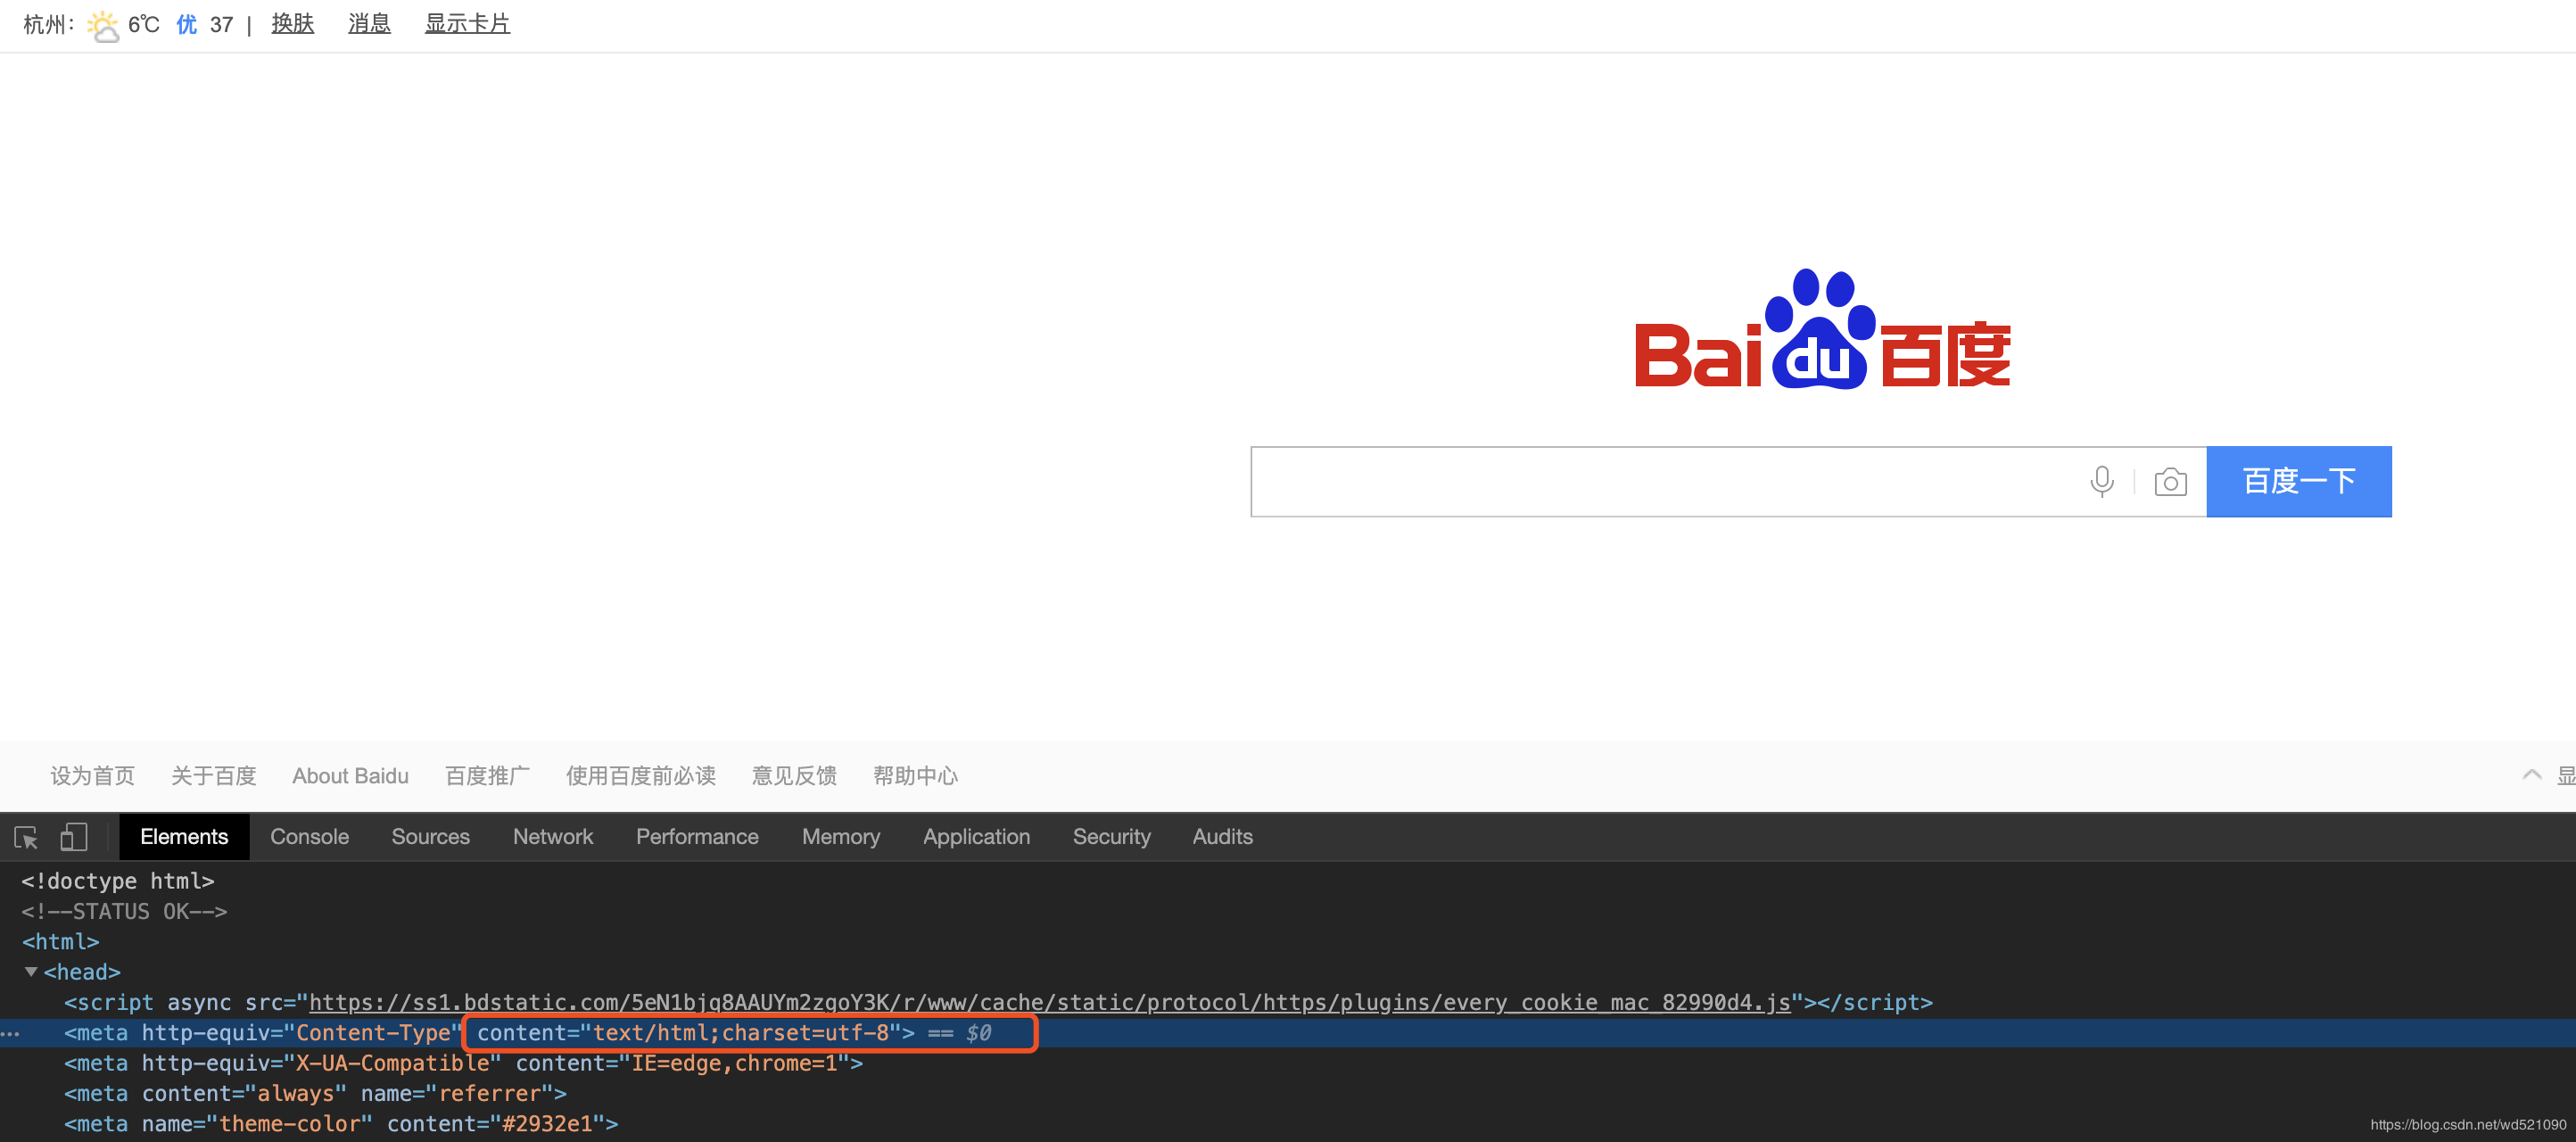 杭州： 6℃ 优 37 | 换肤 消息 显示卡片
Bai du 百度
百度一下
设为首页 关于百度 About Baidu 百度推广 使用百度前必读 意见反馈 帮助中心
Elements Console Sources Network Performance Memory Application Security Audits
<!doctype html>
<!--STATUS OK-->
<html>
<head>
<script async src="https://ss1.bdstatic.com/5eN1bjq8AAUYm2zgoY3K/r/www/cache/static/protocol/https/plugins/every_cookie_mac_82990d4.js"></script>
<meta http-equiv="Content-Type" content="text/html;charset=utf-8"> == $0
<meta http-equiv="X-UA-Compatible" content="IE=edge,chrome=1">
<meta content="always" name="referrer">
<meta name="theme-color" content="#2932e1">
https://blog.csdn.net/wd521090